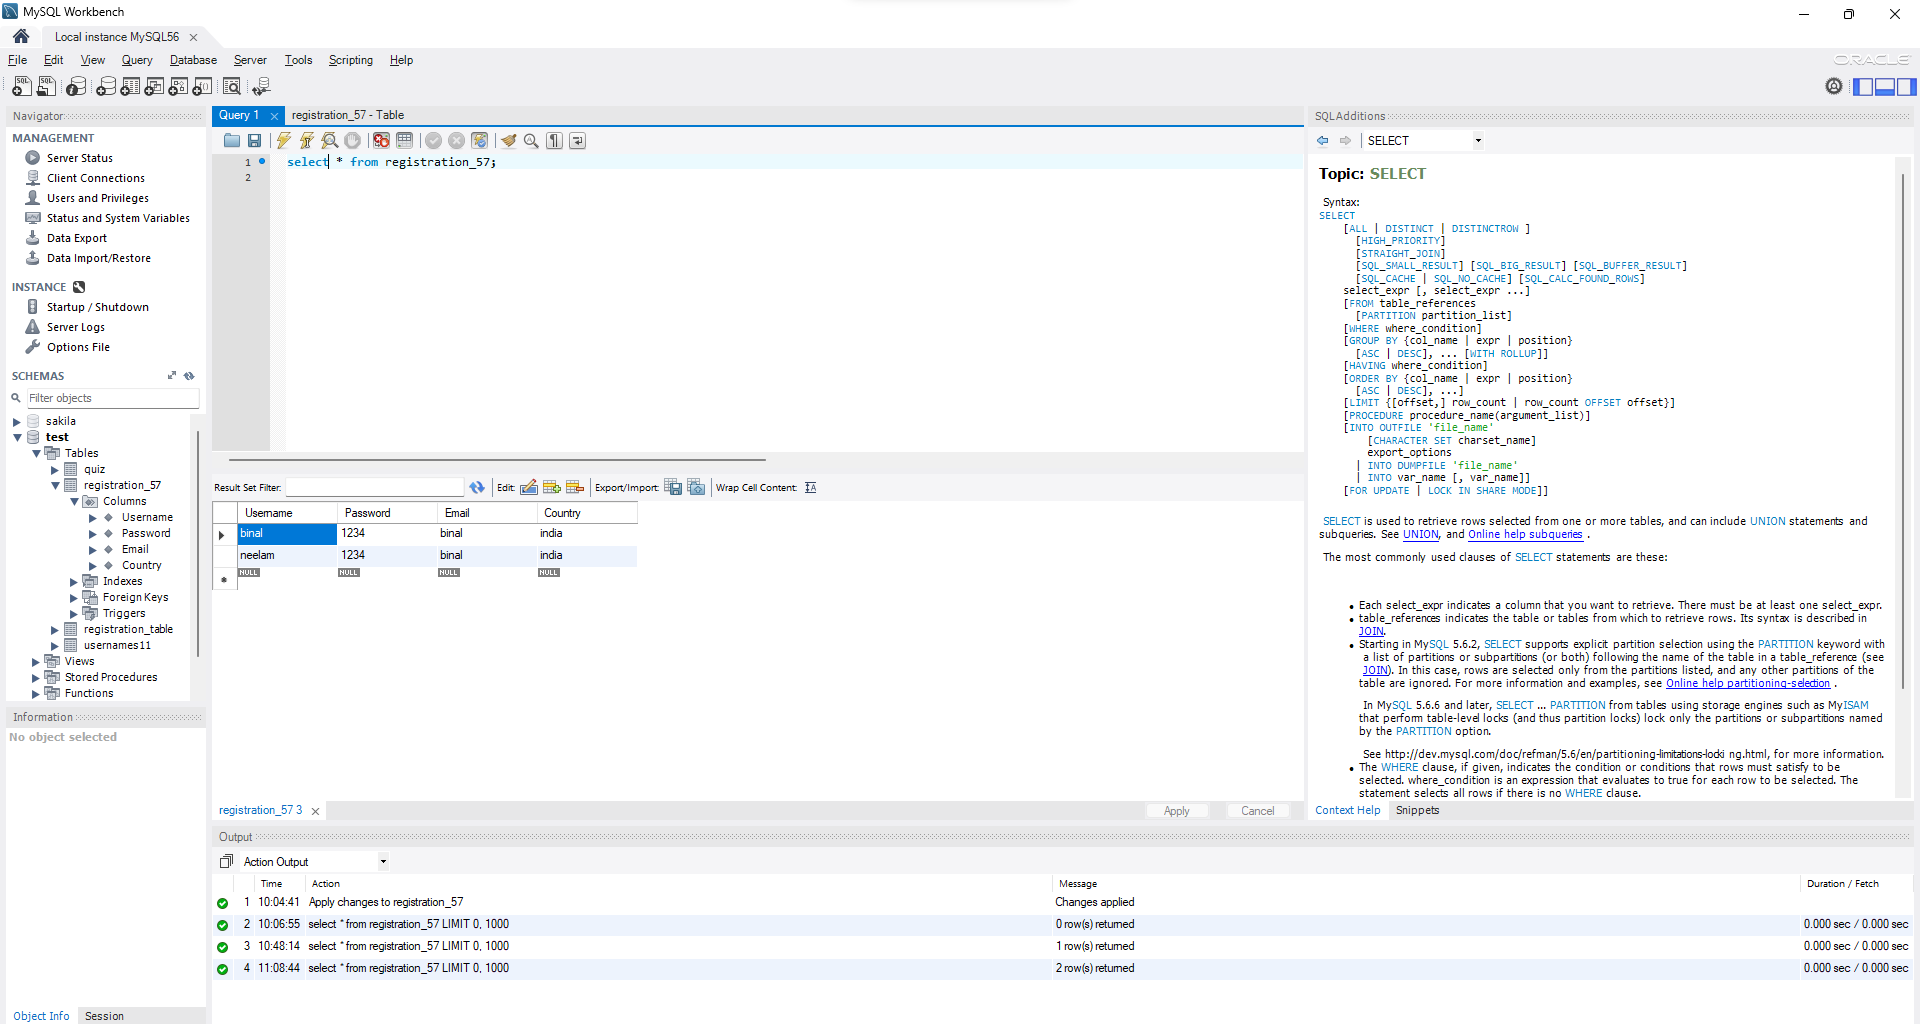 MySQL Workbench
Local instance MySQL56
File Edit View Query Database Server Tools Scripting Help
ORACLE
Navigator
MANAGEMENT
Server Status
Client Connections
Users and Privileges
Status and System Variables
Data Export
Data Import/Restore
INSTANCE
Startup / Shutdown
Server Logs
Options File
SCHEMAS
Filter objects
sakila
test
Tables
quiz
registration_57
Columns
Username
Password
Email
Country
Indexes
Foreign Keys
Triggers
registration_table
usernames11
Views
Stored Procedures
Functions
Information
No object selected
Object Info Session
Query 1 registration_57 - Table
1 select * from registration_57;
2
Result Set Filter: Edit: Export/Import: Wrap Cell Content:
Username Password Email Country
binal 1234 binal india
neelam 1234 binal india
NULL NULL NULL NULL
registration_57 3 Apply Cancel
SQLAdditions
SELECT
Topic: SELECT
Syntax:
SELECT
[ALL | DISTINCT | DISTINCTROW ]
[HIGH_PRIORITY]
[STRAIGHT_JOIN]
[SQL_SMALL_RESULT] [SQL_BIG_RESULT] [SQL_BUFFER_RESULT]
[SQL_CACHE | SQL_NO_CACHE] [SQL_CALC_FOUND_ROWS]
select_expr [, select_expr ...]
[FROM table_references
[PARTITION partition_list]
[WHERE where_condition]
[GROUP BY {col_name | expr | position}
[ASC | DESC], ... [WITH ROLLUP]]
[HAVING where_condition]
[ORDER BY {col_name | expr | position}
[ASC | DESC], ...]
[LIMIT {[offset,] row_count | row_count OFFSET offset}]
[PROCEDURE procedure_name(argument_list)]
[INTO OUTFILE 'file_name'
[CHARACTER SET charset_name]
export_options
| INTO DUMPFILE 'file_name'
| INTO var_name [, var_name]]
[FOR UPDATE | LOCK IN SHARE MODE]]
SELECT is used to retrieve rows selected from one or more tables, and can include UNION statements and
subqueries. See UNION, and Online help subqueries .
The most commonly used clauses of SELECT statements are these:
• Each select_expr indicates a column that you want to retrieve. There must be at least one select_expr.
• table_references indicates the table or tables from which to retrieve rows. Its syntax is described in
JOIN.
• Starting in MySQL 5.6.2, SELECT supports explicit partition selection using the PARTITION keyword with
a list of partitions or subpartitions (or both) following the name of the table in a table_reference (see
JOIN). In this case, rows are selected only from the partitions listed, and any other partitions of the
table are ignored. For more information and examples, see Online help partitioning-selection .
In MySQL 5.6.6 and later, SELECT ... PARTITION from tables using storage engines such as MyISAM
that perform table-level locks (and thus partition locks) lock only the partitions or subpartitions named
by the PARTITION option.
See http://dev.mysql.com/doc/refman/5.6/en/partitioning-limitations-locki ng.html, for more information.
• The WHERE clause, if given, indicates the condition or conditions that rows must satisfy to be
selected. where_condition is an expression that evaluates to true for each row to be selected. The
statement selects all rows if there is no WHERE clause.
Context Help Snippets
Output
Action Output
Time Action Message Duration / Fetch
1 10:04:41 Apply changes to registration_57 Changes applied
2 10:06:55 select * from registration_57 LIMIT 0, 1000 0 row(s) returned 0.000 sec / 0.000 sec
3 10:48:14 select * from registration_57 LIMIT 0, 1000 1 row(s) returned 0.000 sec / 0.000 sec
4 11:08:44 select * from registration_57 LIMIT 0, 1000 2 row(s) returned 0.000 sec / 0.000 sec